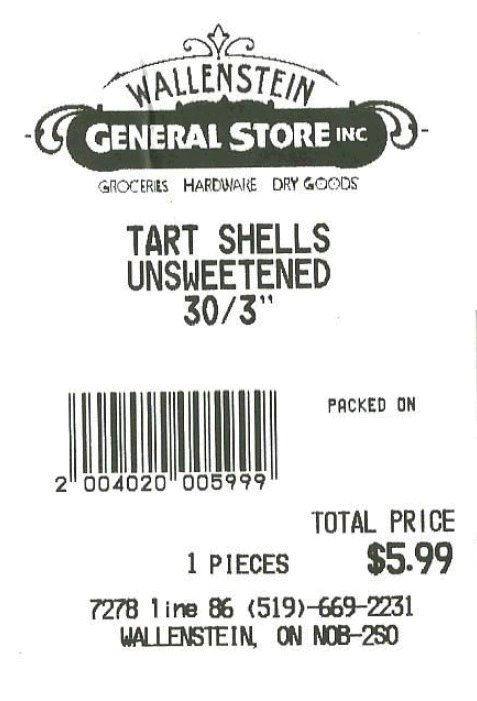 WALLENSTEIN
GENERAL STORE INC
GROCERIES HARDWARE DRY GOODS
TART SHELLS
UNSWEETENED
30/3"
PACKED ON
2 004020 005999
TOTAL PRICE
1 PIECES $5.99
7278 line 86 (519)-669-2231
WALLENSTEIN, ON N0B-2S0